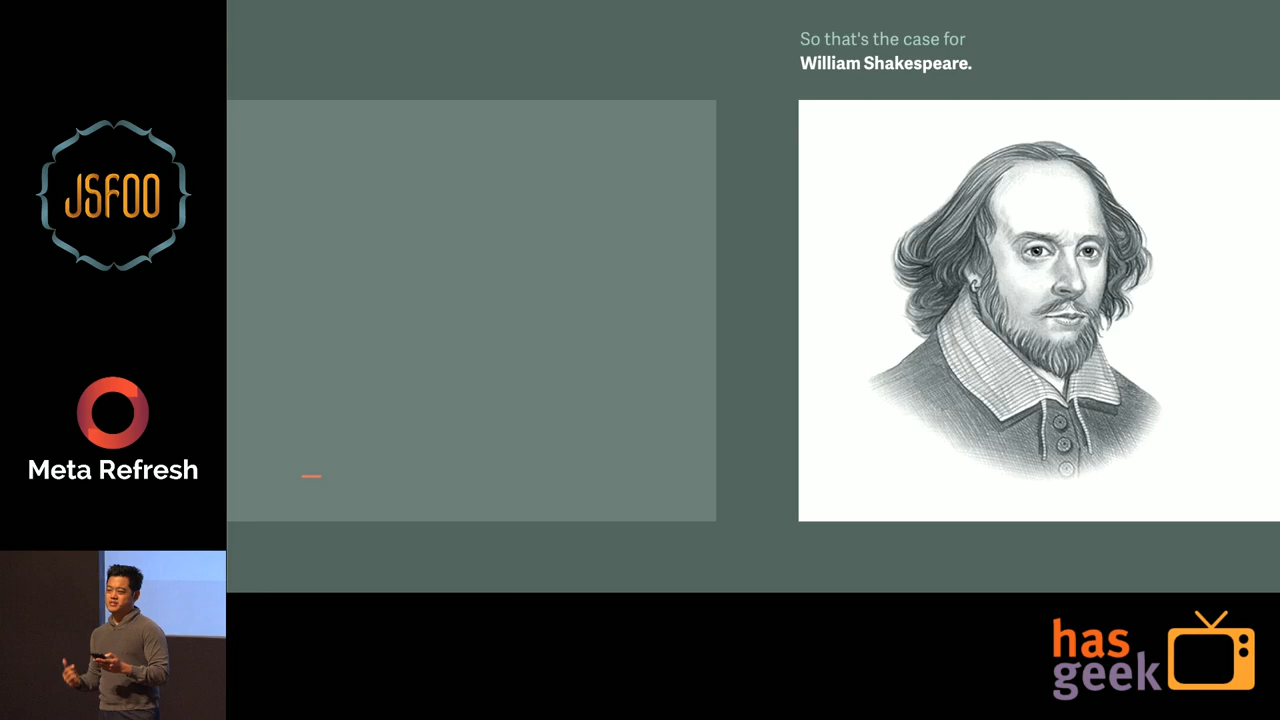 So that's the case for
William Shakespeare.
JSFOO
Meta Refresh
has
geek